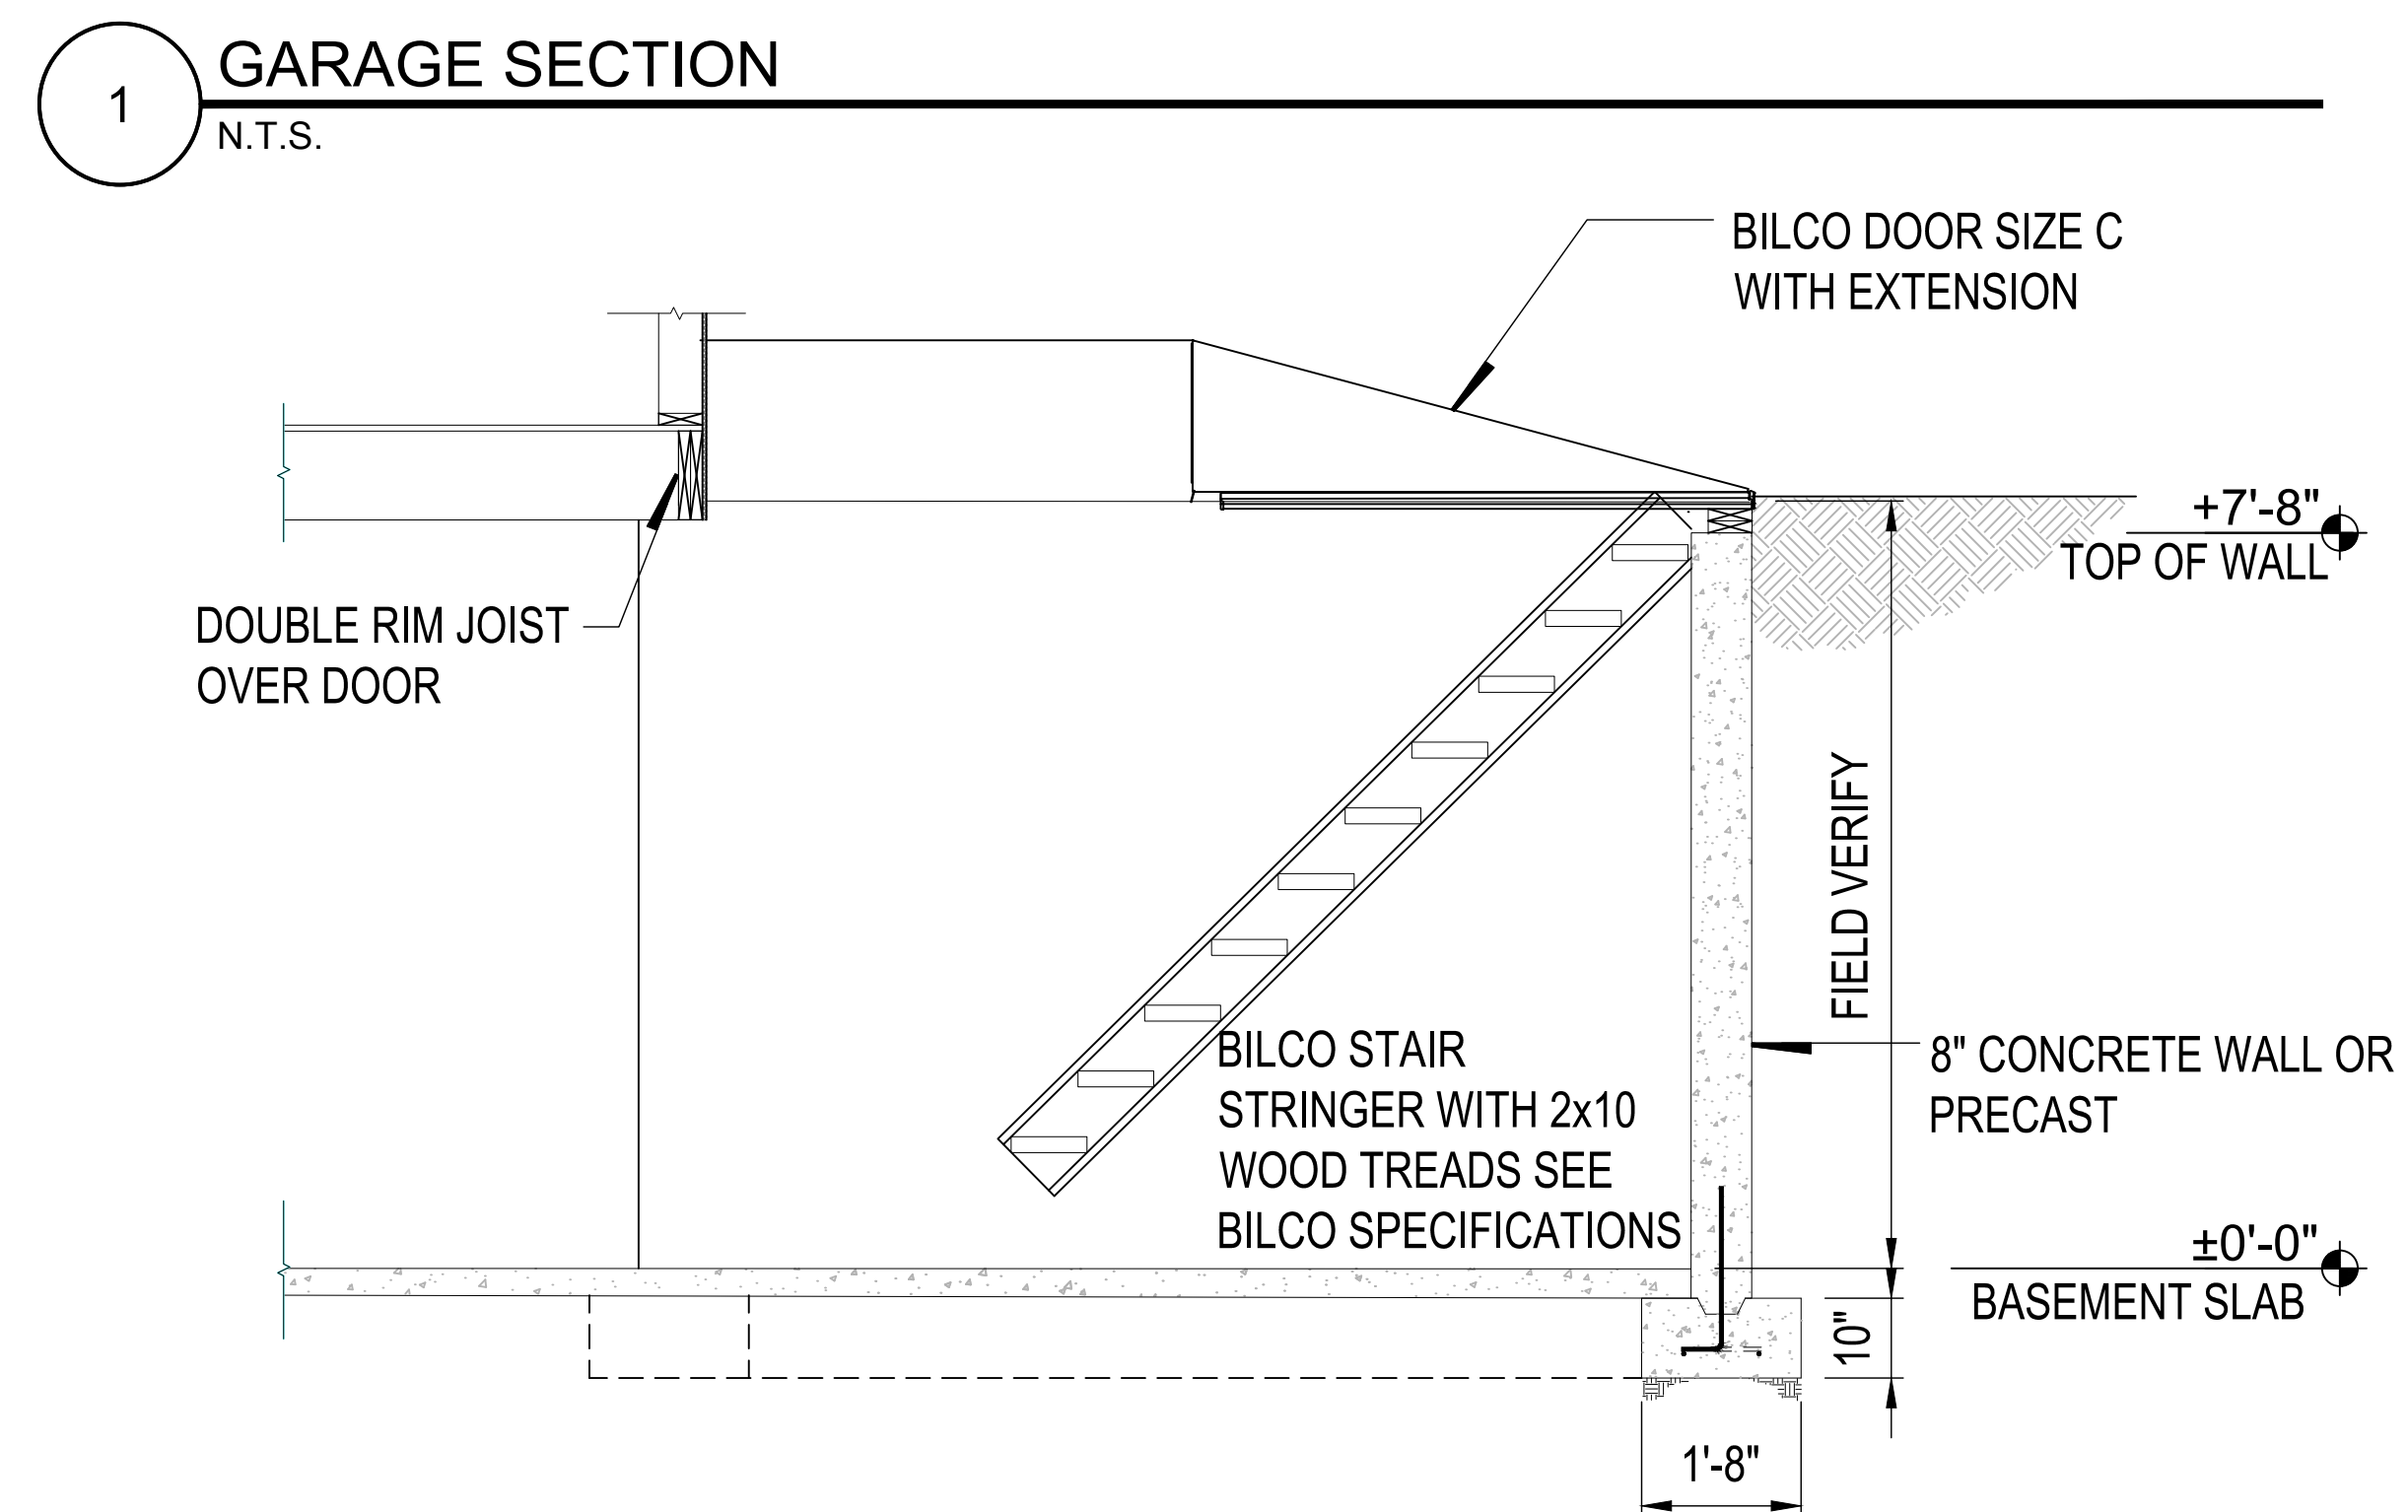 1
GARAGE SECTION
N.T.S.
BILCO DOOR SIZE C
WITH EXTENSION
+7'-8"
TOP OF WALL
DOUBLE RIM JOIST
OVER DOOR
FIELD VERIFY
BILCO STAIR
STRINGER WITH 2x10
WOOD TREADS SEE
BILCO SPECIFICATIONS
8" CONCRETE WALL OR
PRECAST
±0'-0"
BASEMENT SLAB
10"
1'-8"